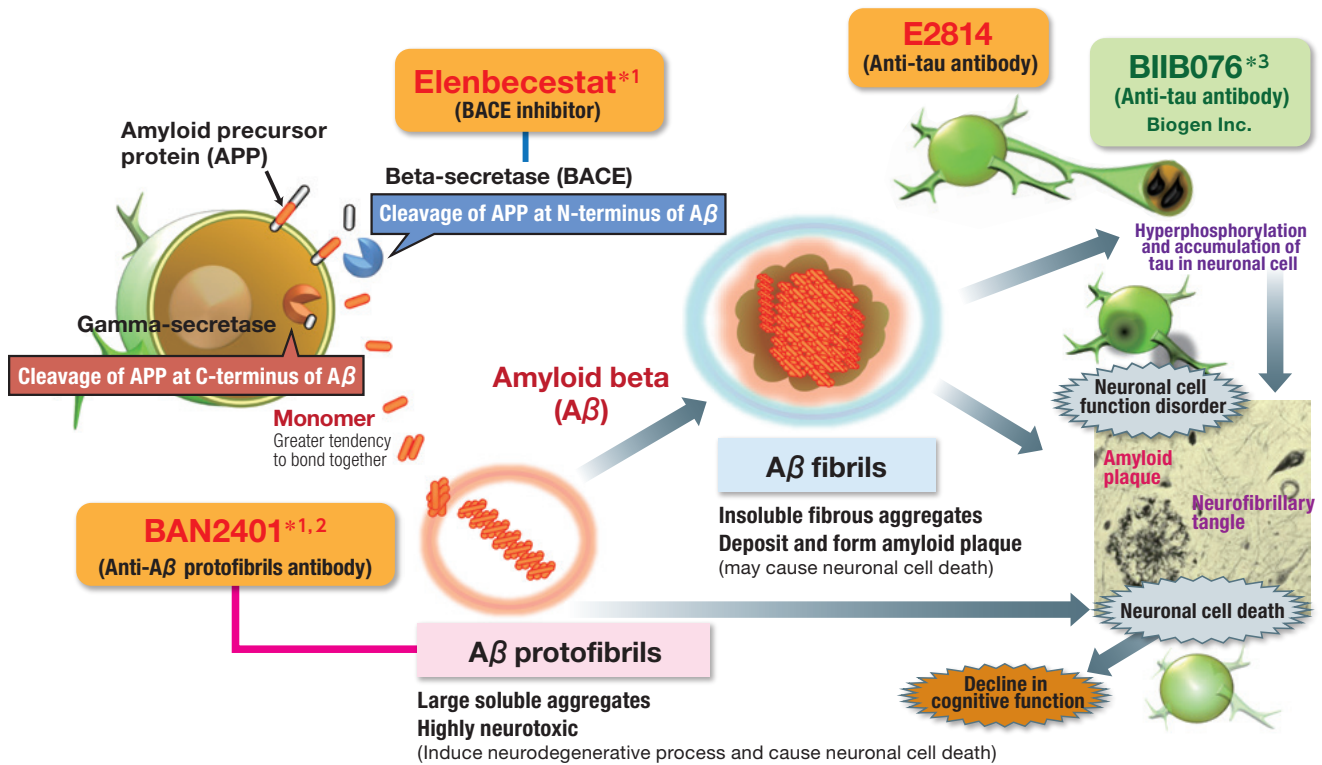 E2814
(Anti-tau antibody)
BIIB076*3
(Anti-tau antibody)
Biogen Inc.
Elenbecestat*1
(BACE inhibitor)
Amyloid precursor
protein (APP)
Beta-secretase (BACE)
Cleavage of APP at N-terminus of Aβ
Hyperphosphorylation
and accumulation of
tau in neuronal cell
Gamma-secretase
Cleavage of APP at C-terminus of Aβ
Monomer
Greater tendency
to bond together
Amyloid beta
(Aβ)
Neuronal cell
function disorder
Aβ fibrils
Insoluble fibrous aggregates
Deposit and form amyloid plaque
(may cause neuronal cell death)
Amyloid
plaque
Neurofibrillary
tangle
BAN2401*1, 2
(Anti-Aβ protofibrils antibody)
Neuronal cell death
Aβ protofibrils
Large soluble aggregates
Highly neurotoxic
(Induce neurodegenerative process and cause neuronal cell death)
Decline in
cognitive function